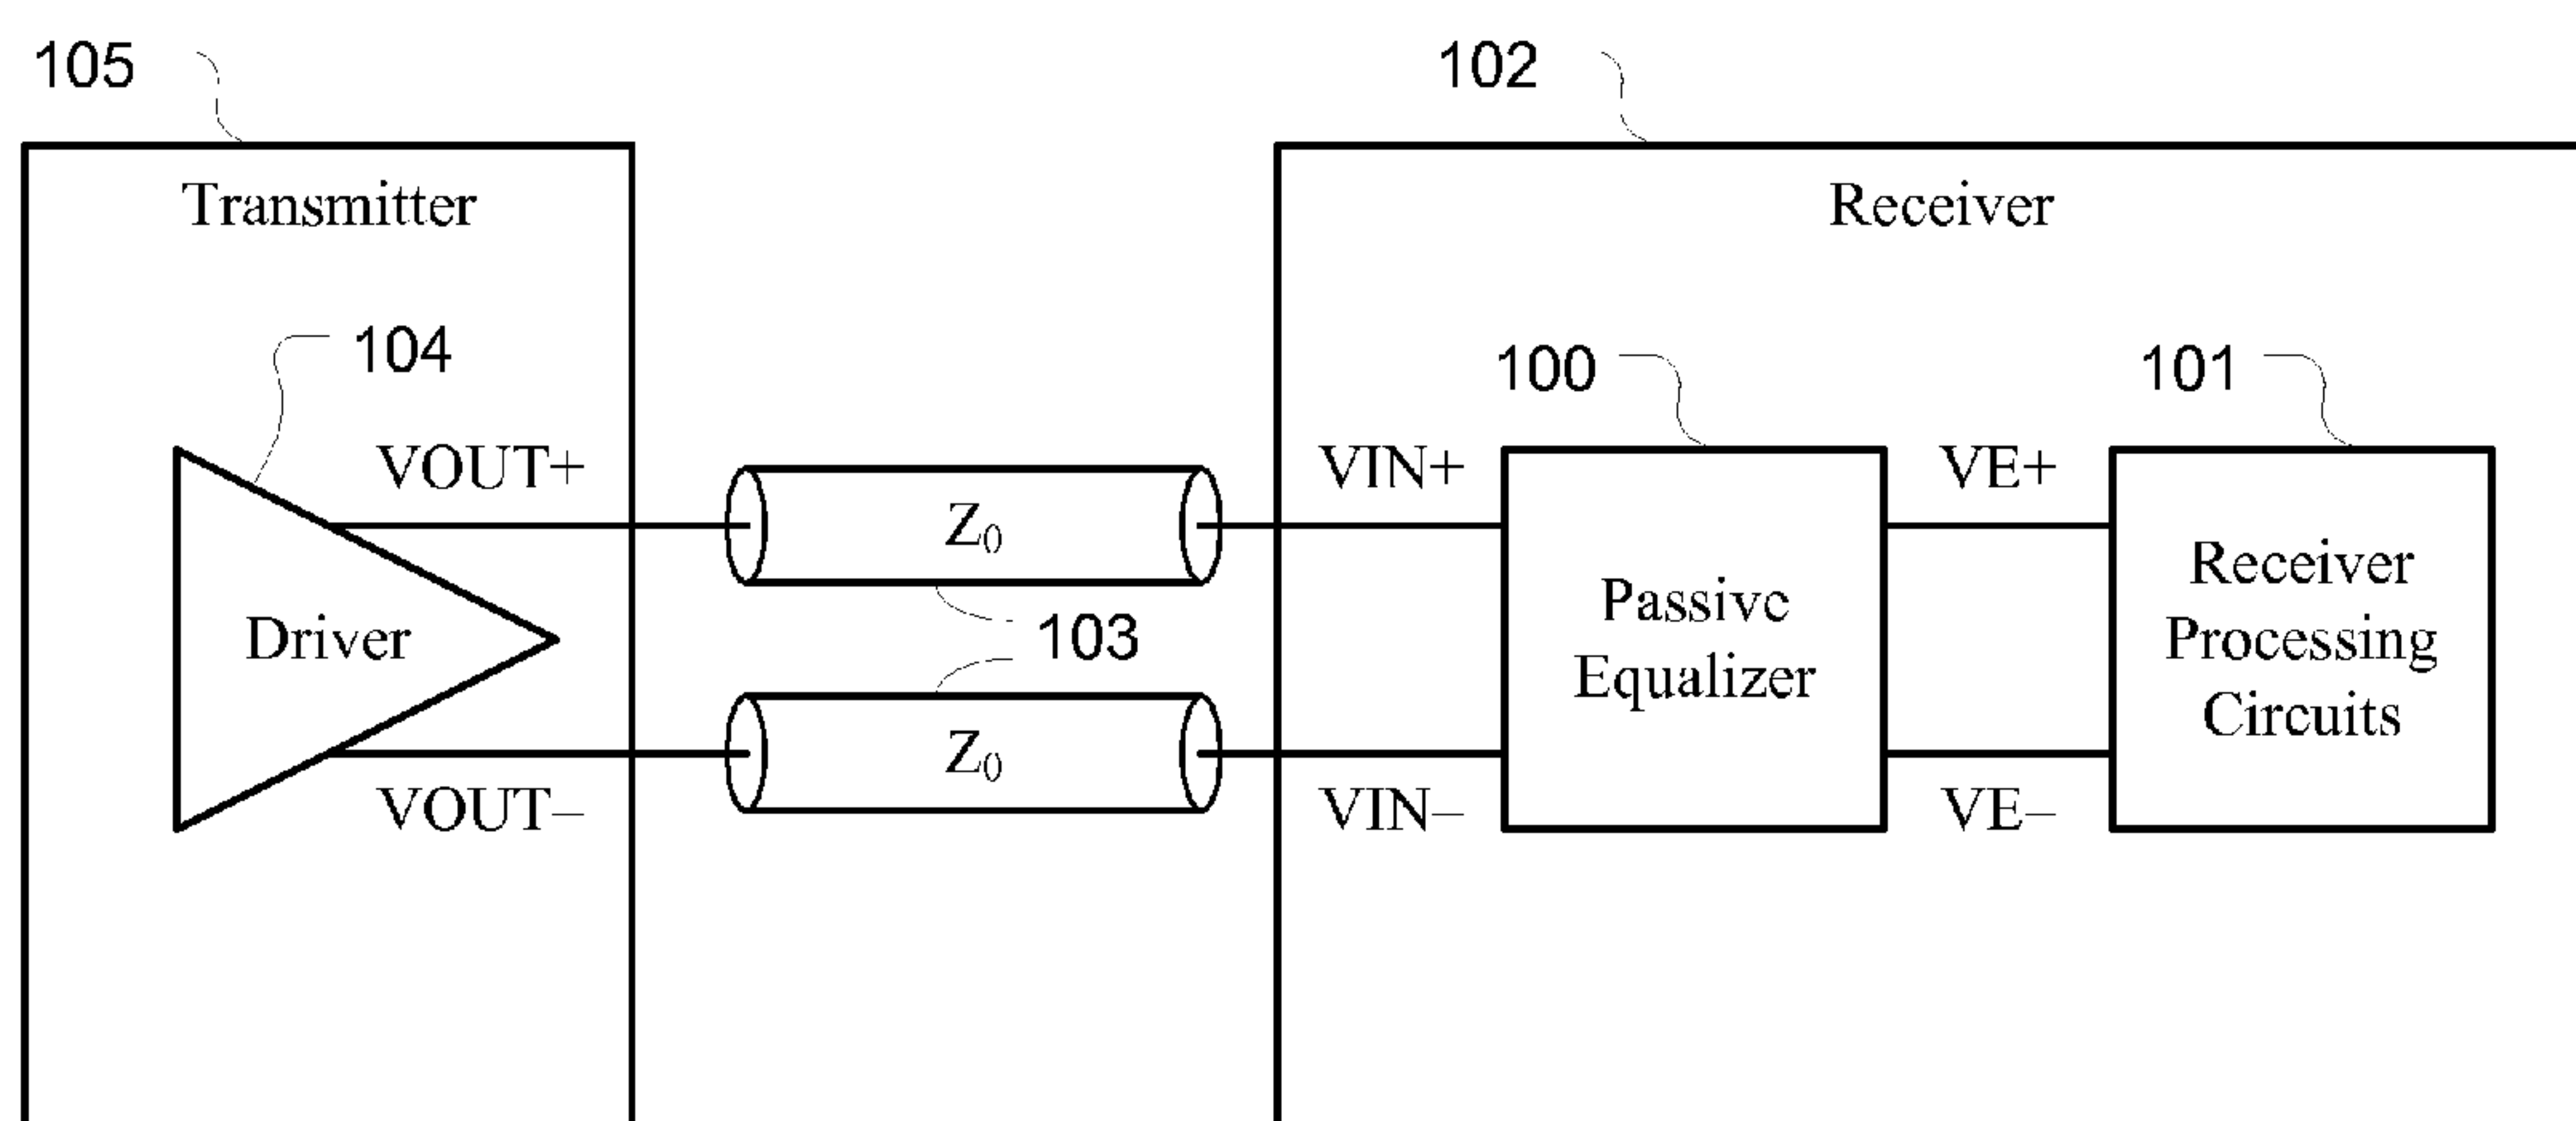 105
102
Transmitter
Receiver
104
100
101
VOUT+
VIN+
VE+
Z0
Driver
103
Passive
Equalizer
Receiver
Processing
Circuits
Z0
VOUT–
VIN–
VE–